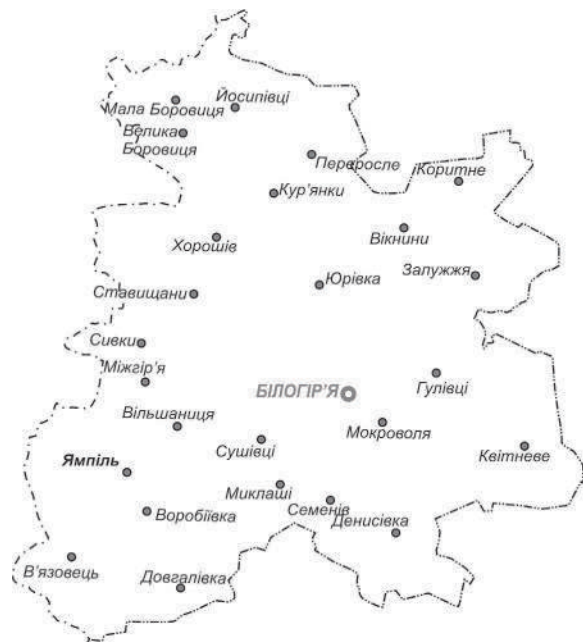 Йосипівці
Мала Боровиця
Велика
Боровиця
Переросле
Коритне
Кур'янки
Вікнини
Хорошів
Залужжя
Юрівка
Ставищани
Сивки
Міжгір'я
БІЛОГІР'Я
Гулівці
Вільшаниця
Мокроволя
Сушівці
Квітневе
Ямпіль
Миклаші
Семенів
Воробіївка
Денисівка
В'язовець
Довгалівка